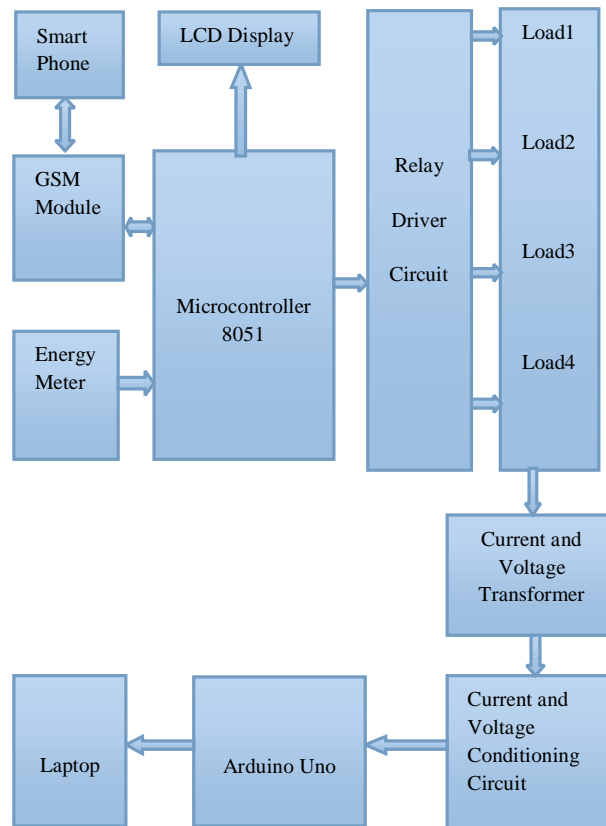 Smart
Phone
LCD Display
GSM
Module
Energy
Meter
Microcontroller
8051
Relay
Driver
Circuit
Load1
Load2
Load3
Load4
Current and
Voltage
Transformer
Current and
Voltage
Conditioning
Circuit
Arduino Uno
Laptop